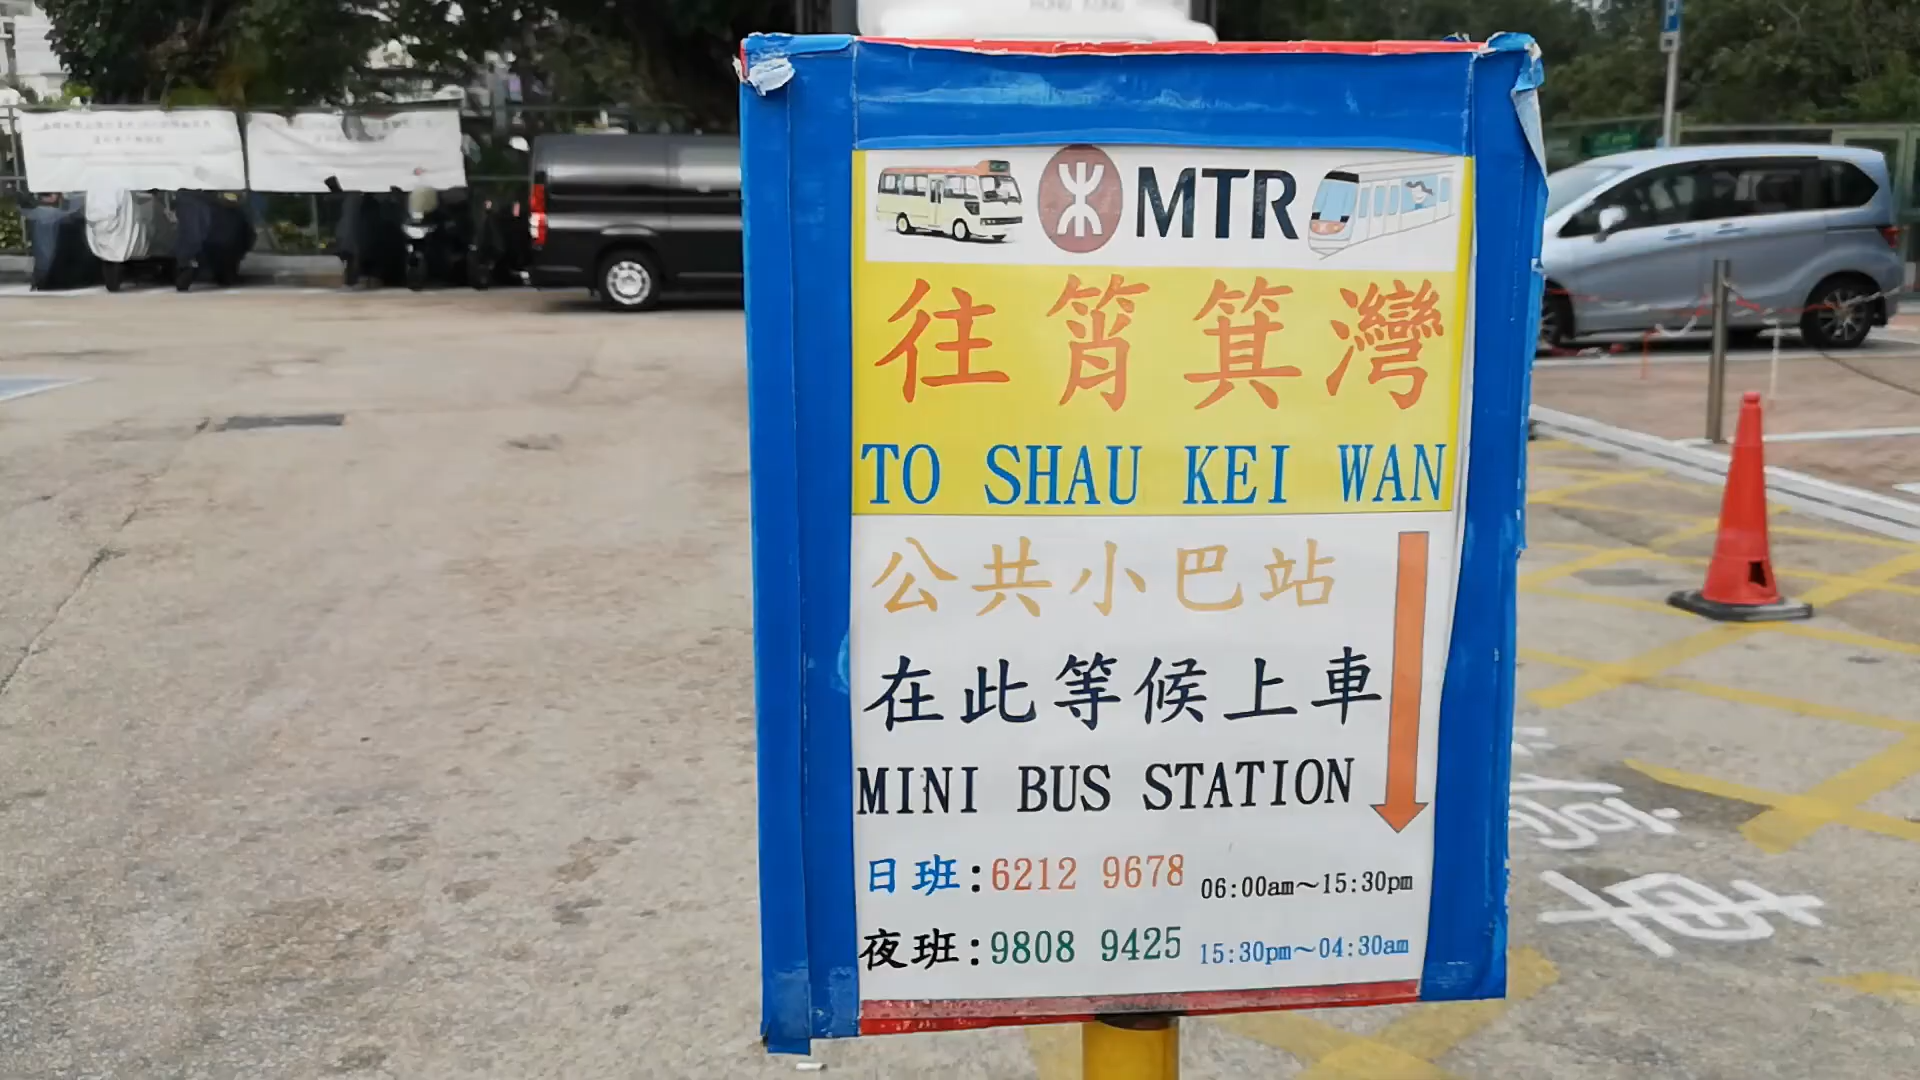 MTR
往筲箕灣
TO SHAU KEI WAN
公共小巴站
在此等候上車
MINI BUS STATION
日班:6212 9678 06:00am~15:30pm
夜班:9808 9425 15:30pm~04:30am